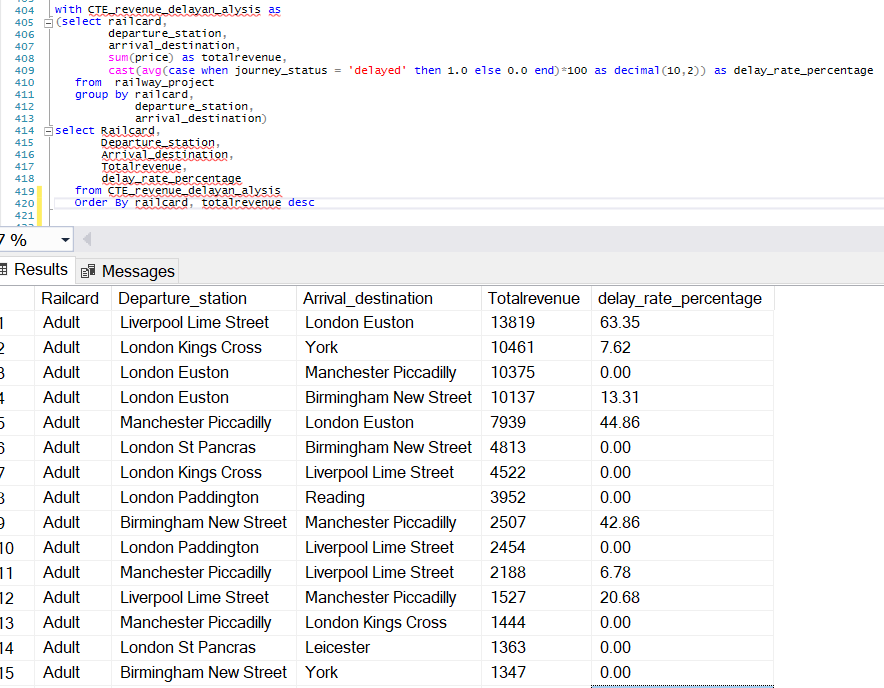 404 with CTE_revenue_delayan_alysis as
405 (select railcard,
406 departure_station,
407 arrival_destination,
408 sum(price) as totalrevenue,
409 cast(avg(case when journey_status = 'delayed' then 1.0 else 0.0 end)*100 as decimal(10,2)) as delay_rate_percentage
410 from railway_project
411 group by railcard,
412 departure_station,
413 arrival_destination)
414 select Railcard,
415 Departure_station,
416 Arrival_destination,
417 Totalrevenue,
418 delay_rate_percentage
419 from CTE_revenue_delayan_alysis
420 Order By railcard, totalrevenue desc
421
7 %
Results Messages
Railcard Departure_station Arrival_destination Totalrevenue delay_rate_percentage
1 Adult Liverpool Lime Street London Euston 13819 63.35
2 Adult London Kings Cross York 10461 7.62
3 Adult London Euston Manchester Piccadilly 10375 0.00
4 Adult London Euston Birmingham New Street 10137 13.31
5 Adult Manchester Piccadilly London Euston 7939 44.86
6 Adult London St Pancras Birmingham New Street 4813 0.00
7 Adult London Kings Cross Liverpool Lime Street 4522 0.00
8 Adult London Paddington Reading 3952 0.00
9 Adult Birmingham New Street Manchester Piccadilly 2507 42.86
10 Adult London Paddington Liverpool Lime Street 2454 0.00
11 Adult Manchester Piccadilly Liverpool Lime Street 2188 6.78
12 Adult Liverpool Lime Street Manchester Piccadilly 1527 20.68
13 Adult Manchester Piccadilly London Kings Cross 1444 0.00
14 Adult London St Pancras Leicester 1363 0.00
15 Adult Birmingham New Street York 1347 0.00